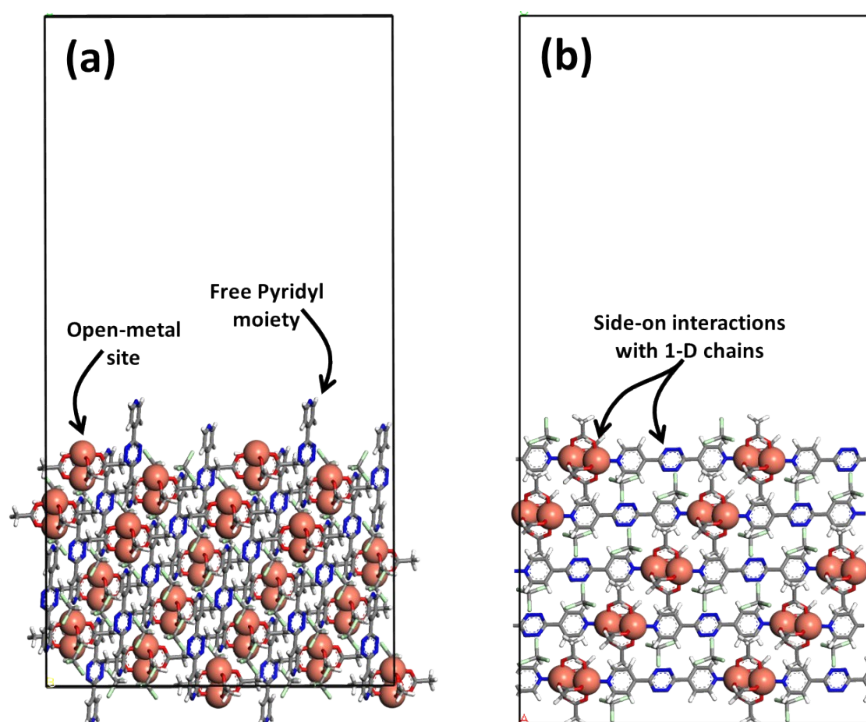 (a)
Free Pyridyl
moiety
Open-metal
site
(b)
Side-on interactions
with 1-D chains